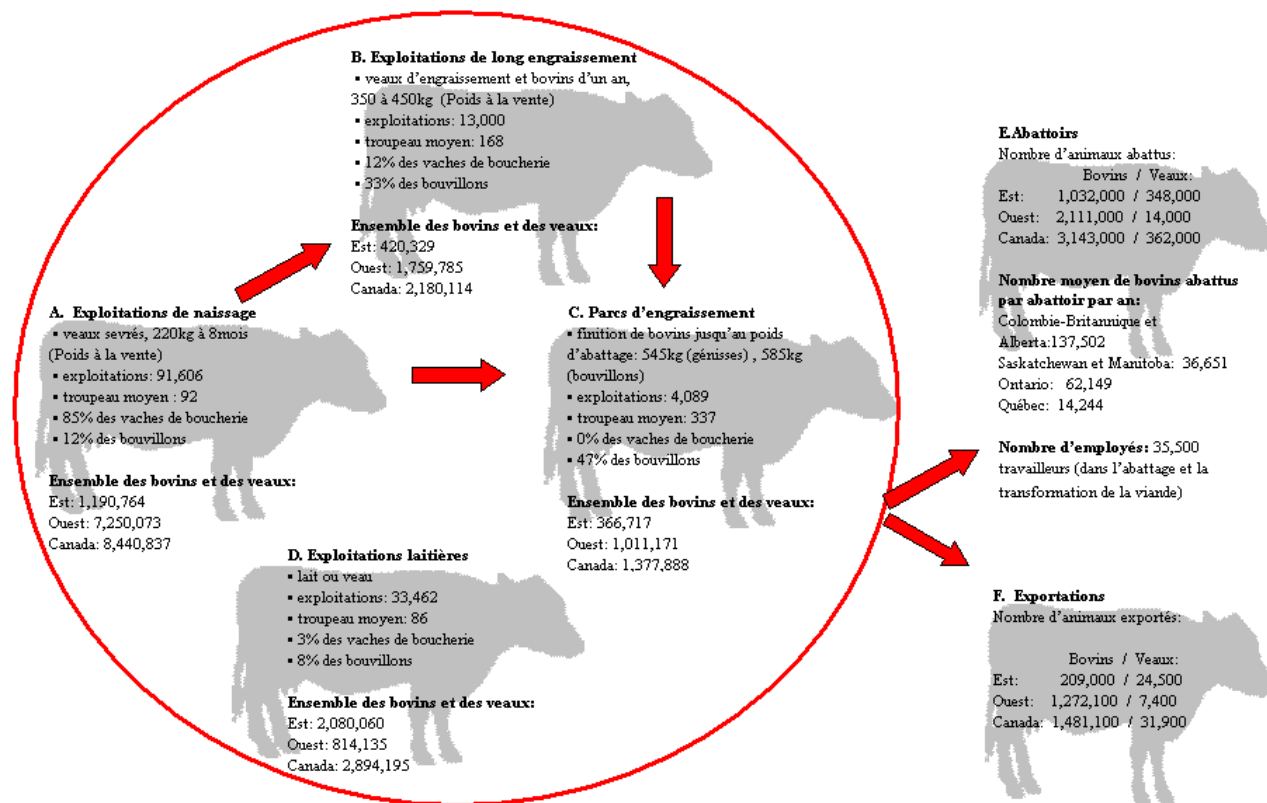 B. Exploitations de long engraissement
▪ veaux d'engraissement et bovins d'un an,
350 à 450kg (Poids à la vente)
▪ exploitations: 13,000
▪ troupeau moyen: 168
▪ 12% des vaches de boucherie
▪ 33% des bouvillons
Ensemble des bovins et des veaux:
Est: 420,329
Ouest: 1,759,785
Canada: 2,180,114
A. Exploitations de naissage
▪ veaux sevrés, 220kg à 8mois
(Poids à la vente)
▪ exploitations: 91,606
▪ troupeau moyen : 92
▪ 85% des vaches de boucherie
▪ 12% des bouvillons
Ensemble des bovins et des veaux:
Est: 1,190,764
Ouest: 7,250,073
Canada: 8,440,837
C. Parcs d'engraissement
▪ finition de bovins jusqu'au poids
d'abattage: 545kg (génisses) , 585kg
(bouvillons)
▪ exploitations: 4,089
▪ troupeau moyen: 337
▪ 0% des vaches de boucherie
▪ 47% des bouvillons
Ensemble des bovins et des veaux:
Est: 366,717
Ouest: 1,011,171
Canada: 1,377,888
D. Exploitations laitières
▪ lait ou veau
▪ exploitations: 33,462
▪ troupeau moyen: 86
▪ 3% des vaches de boucherie
▪ 8% des bouvillons
Ensemble des bovins et des veaux:
Est: 2,080,060
Ouest: 814,135
Canada: 2,894,195
E.Abattoirs
Nombre d'animaux abattus:
Bovins / Veaux:
Est: 1,032,000 / 348,000
Ouest: 2,111,000 / 14,000
Canada: 3,143,000 / 362,000
Nombre moyen de bovins abattus
par abattoir par an:
Colombie-Britannique et
Alberta:137,502
Saskatchewan et Manitoba: 36,651
Ontario: 62,149
Québec: 14,244
Nombre d'employés: 35,500
travailleurs (dans l'abattage et la
transformation de la viande)
F. Exportations
Nombre d'animaux exportés:
Bovins / Veaux:
Est: 209,000 / 24,500
Ouest: 1,272,100 / 7,400
Canada: 1,481,100 / 31,900